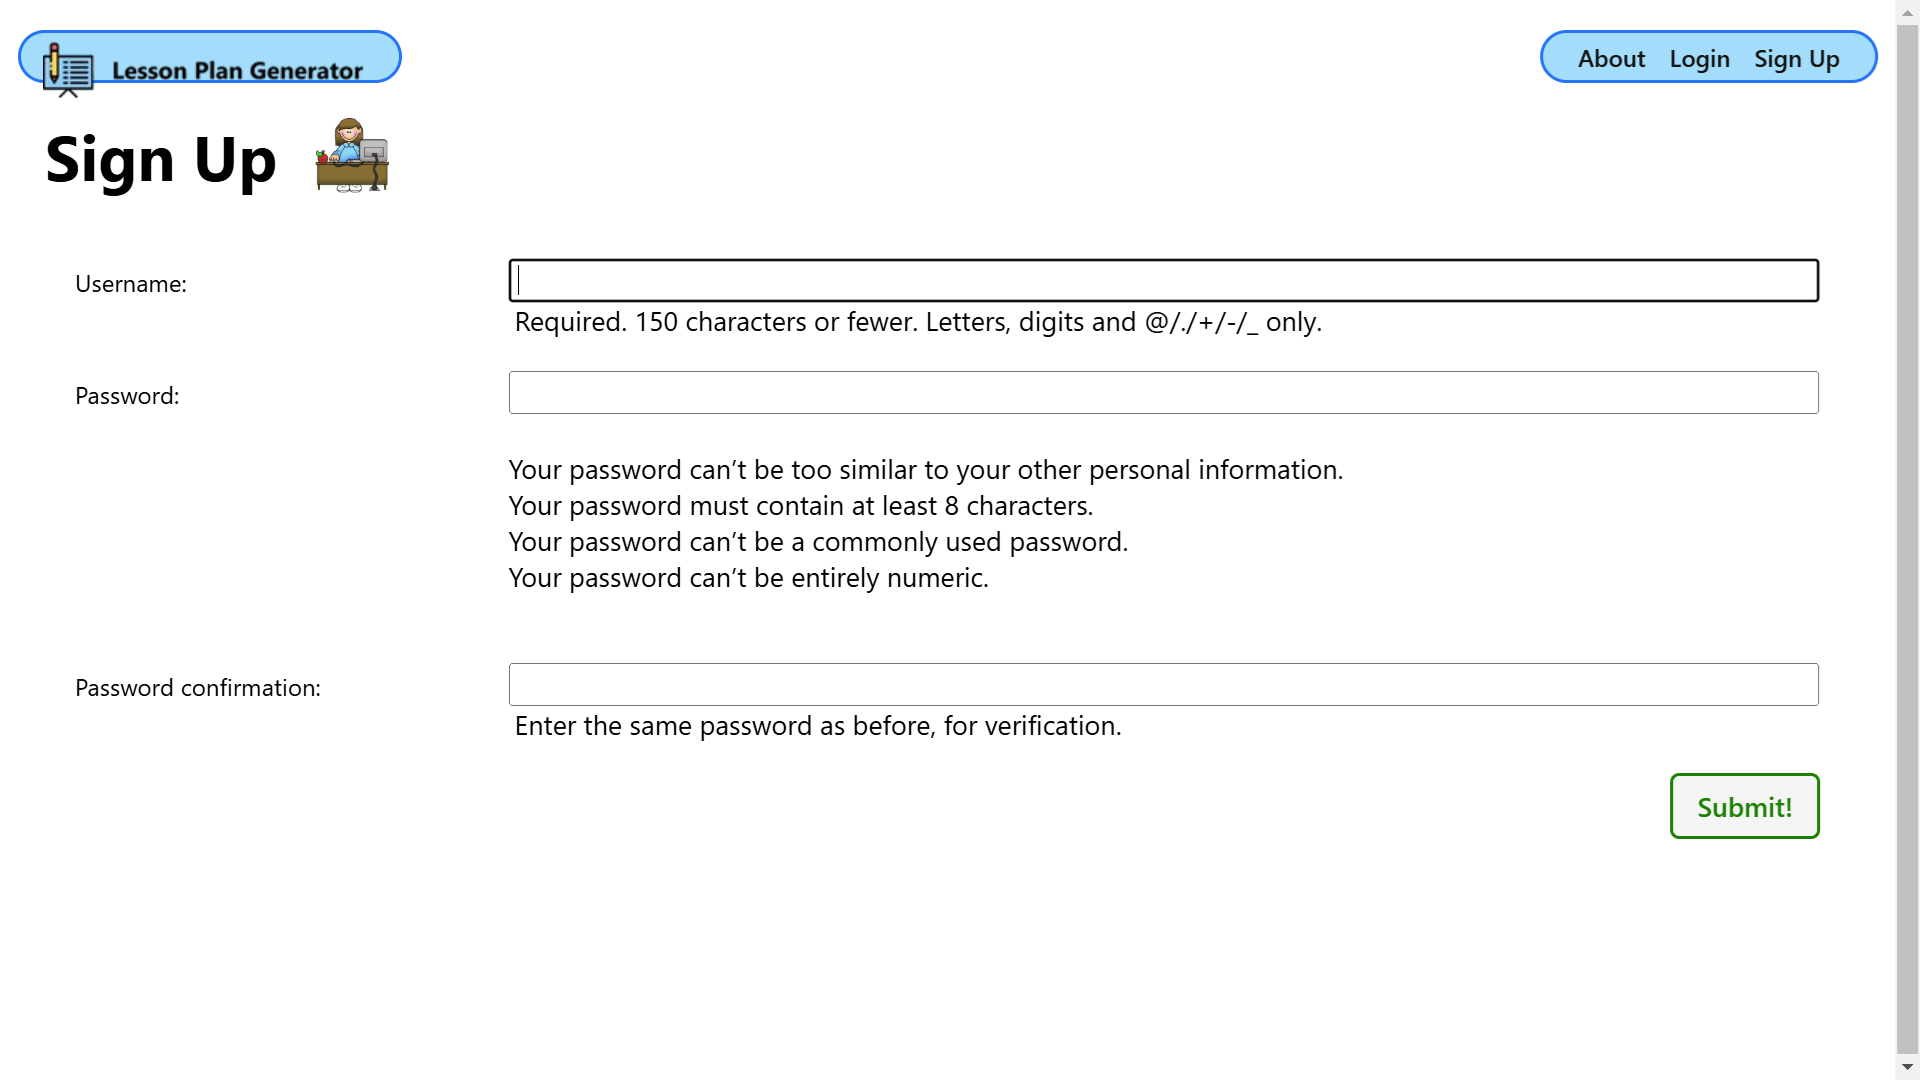 Lesson Plan Generator
About Login Sign Up
Sign Up
Username:
Required. 150 characters or fewer. Letters, digits and @/./+/-/_ only.
Password:
Your password can’t be too similar to your other personal information.
Your password must contain at least 8 characters.
Your password can’t be a commonly used password.
Your password can’t be entirely numeric.
Password confirmation:
Enter the same password as before, for verification.
Submit!